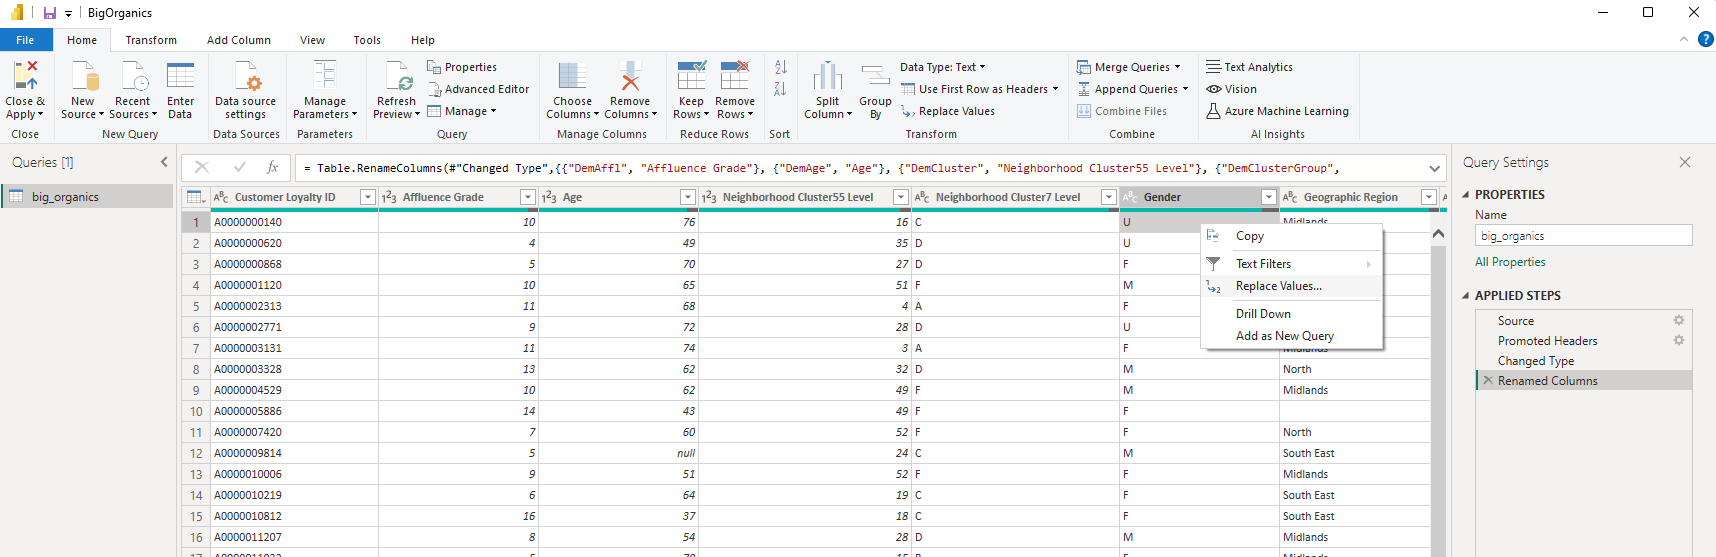 BigOrganics
File Home Transform Add Column View Tools Help
Close & Apply
New Source
Recent Sources
Enter Data
Data source settings
Manage Parameters
Refresh Preview
Properties
Advanced Editor
Manage
Choose Columns
Remove Columns
Keep Rows
Remove Rows
Split Column
Group By
Data Type: Text
Use First Row as Headers
Replace Values
Merge Queries
Append Queries
Combine Files
Text Analytics
Vision
Azure Machine Learning
Close New Query Data Sources Parameters Query Manage Columns Reduce Rows Sort Transform Combine AI Insights
Queries [1]
big_organics
fx = Table.RenameColumns(#"Changed Type",{{"DemAffl", "Affluence Grade"}, {"DemAge", "Age"}, {"DemCluster", "Neighborhood Cluster55 Level"}, {"DemClusterGroup",
ABC Customer Loyalty ID 123 Affluence Grade 123 Age 123 Neighborhood Cluster55 Level ABC Neighborhood Cluster7 Level ABC Gender ABC Geographic Region
1 A0000000140 10 76 16 C U Midlands
2 A0000000620 4 49 35 D U
3 A0000000868 5 70 27 D F
4 A0000001120 10 65 51 F M
5 A0000002313 11 68 4 A F
6 A0000002771 9 72 28 D U
7 A0000003131 11 74 3 A F Midlands
8 A0000003328 13 62 32 D M North
9 A0000004529 10 62 49 F M Midlands
10 A0000005886 14 43 49 F F
11 A0000007420 7 60 52 F F North
12 A0000009814 5 null 24 C M South East
13 A0000010006 9 51 52 F F Midlands
14 A0000010219 6 64 19 C F South East
15 A0000010812 16 37 18 C F South East
16 A0000011207 8 54 28 D M Midlands
Copy
Text Filters
Replace Values...
Drill Down
Add as New Query
Query Settings
PROPERTIES
Name
big_organics
All Properties
APPLIED STEPS
Source
Promoted Headers
Changed Type
Renamed Columns